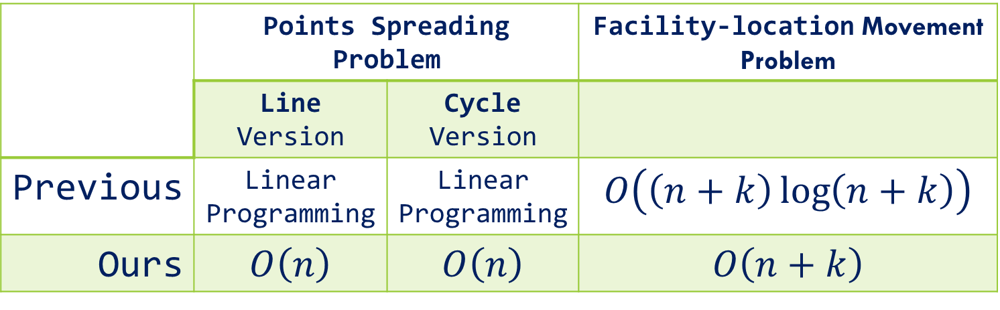 Points Spreading
Problem
Facility-location Movement
Problem
Line
Version
Cycle
Version
Previous
Linear
Programming
Linear
Programming
O((n + k) log(n + k))
Ours
O(n)
O(n)
O(n + k)